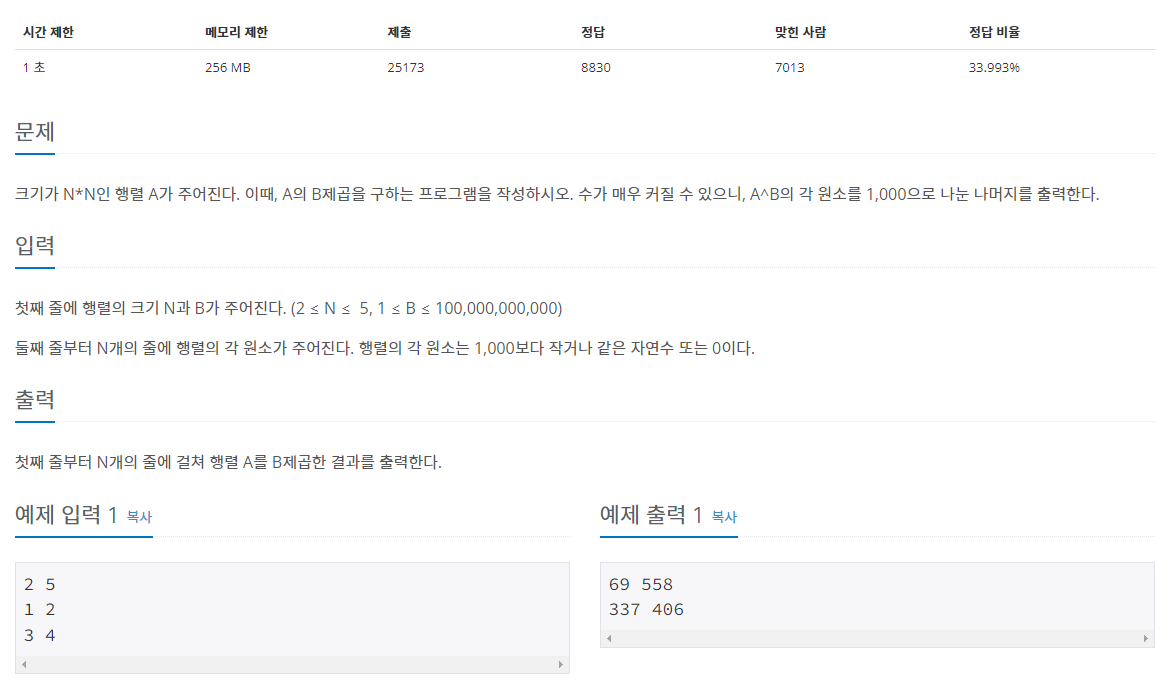 시간 제한 메모리 제한 제출 정답 맞힌 사람 정답 비율
1 초 256 MB 25173 8830 7013 33.993%
문제
크기가 N*N인 행렬 A가 주어진다. 이때, A의 B제곱을 구하는 프로그램을 작성하시오. 수가 매우 커질 수 있으니, A^B의 각 원소를 1,000으로 나눈 나머지를 출력한다.
입력
첫째 줄에 행렬의 크기 N과 B가 주어진다. (2 ≤ N ≤ 5, 1 ≤ B ≤ 100,000,000,000)
둘째 줄부터 N개의 줄에 행렬의 각 원소가 주어진다. 행렬의 각 원소는 1,000보다 작거나 같은 자연수 또는 0이다.
출력
첫째 줄부터 N개의 줄에 걸쳐 행렬 A를 B제곱한 결과를 출력한다.
예제 입력 1 복사
2 5
1 2
3 4
예제 출력 1 복사
69 558
337 406